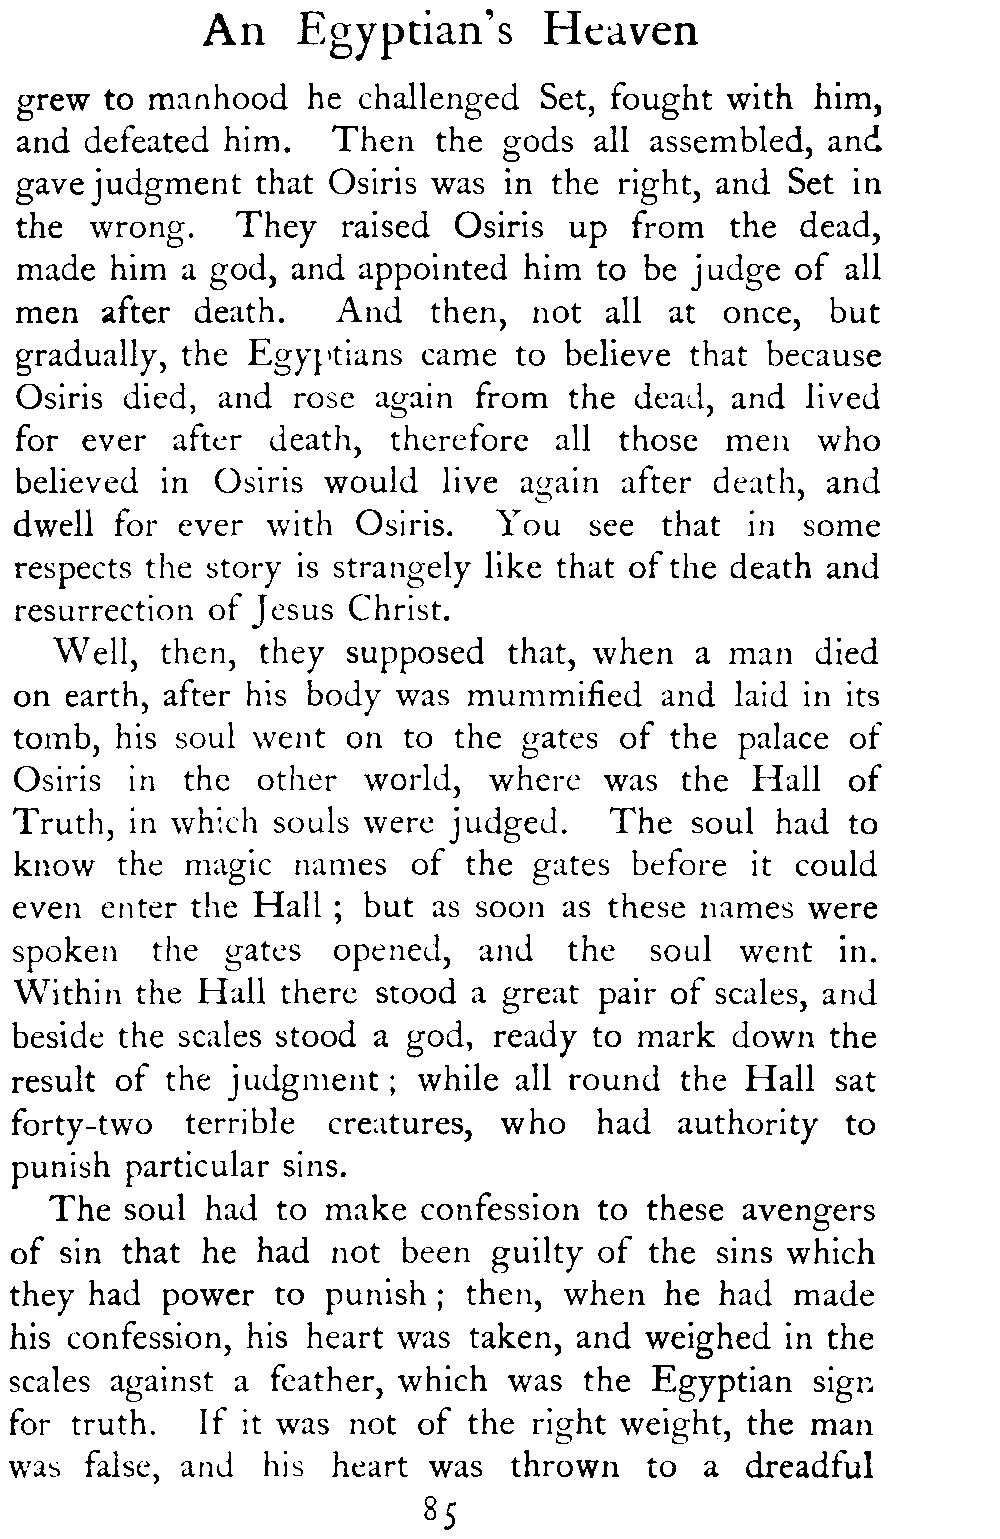 An Egyptian's Heaven
grew to manhood he challenged Set, fought with him,
and defeated him. Then the gods all assembled, and
gave judgment that Osiris was in the right, and Set in
the wrong. They raised Osiris up from the dead,
made him a god, and appointed him to be judge of all
men after death. And then, not all at once, but
gradually, the Egyptians came to believe that because
Osiris died, and rose again from the dead, and lived
for ever after death, therefore all those men who
believed in Osiris would live again after death, and
dwell for ever with Osiris. You see that in some
respects the story is strangely like that of the death and
resurrection of Jesus Christ.
Well, then, they supposed that, when a man died
on earth, after his body was mummified and laid in its
tomb, his soul went on to the gates of the palace of
Osiris in the other world, where was the Hall of
Truth, in which souls were judged. The soul had to
know the magic names of the gates before it could
even enter the Hall ; but as soon as these names were
spoken the gates opened, and the soul went in.
Within the Hall there stood a great pair of scales, and
beside the scales stood a god, ready to mark down the
result of the judgment ; while all round the Hall sat
forty-two terrible creatures, who had authority to
punish particular sins.
The soul had to make confession to these avengers
of sin that he had not been guilty of the sins which
they had power to punish ; then, when he had made
his confession, his heart was taken, and weighed in the
scales against a feather, which was the Egyptian sign
for truth. If it was not of the right weight, the man
was false, and his heart was thrown to a dreadful
85